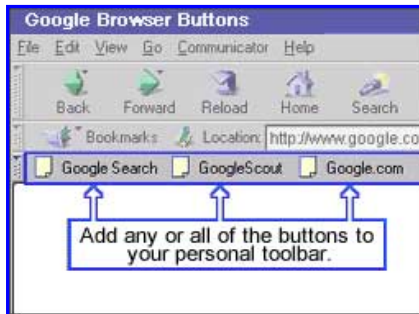 Google Browser Buttons
File Edit View Go Communicator Help
Back Forward Reload Home Search
Bookmarks Location: http://www.google.co
Google Search GoogleScout Google.com
Add any or all of the buttons to
your personal toolbar.